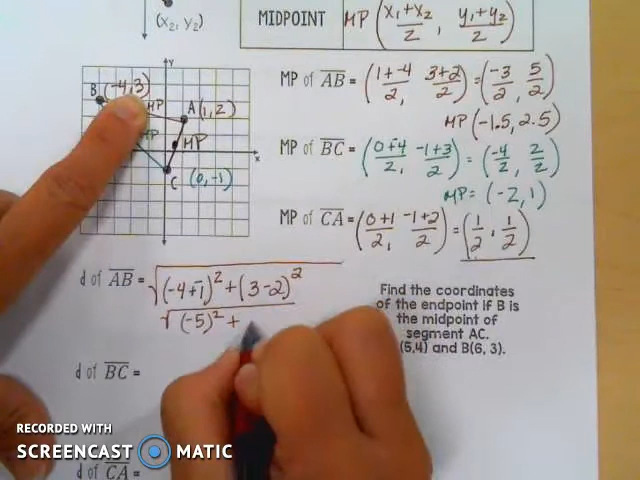 (x₂, y₂)
MIDPOINT MP (x₁+x₂/2, y₁+y₂/2)
Y
B (-4,3)
MP
A (1,2)
MP
MP
x
C (0,-1)
MP of AB = (1+-4/2, 3+2/2) = (-3/2, 5/2)
MP (-1.5, 2.5)
MP of BC = (0+-4/2, -1+3/2) = (-4/2, 2/2)
MP = (-2,1)
MP of CA = (0+1/2, -1+2/2) = (1/2, 1/2)
d of AB = √(-4-1)² + (3-2)²
√(-5)² +
Find the coordinates
of the endpoint if B is
the midpoint of
segment AC.
(5,4) and B(6, 3).
d of BC =
d of CA =
RECORDED WITH
SCREENCAST MATIC